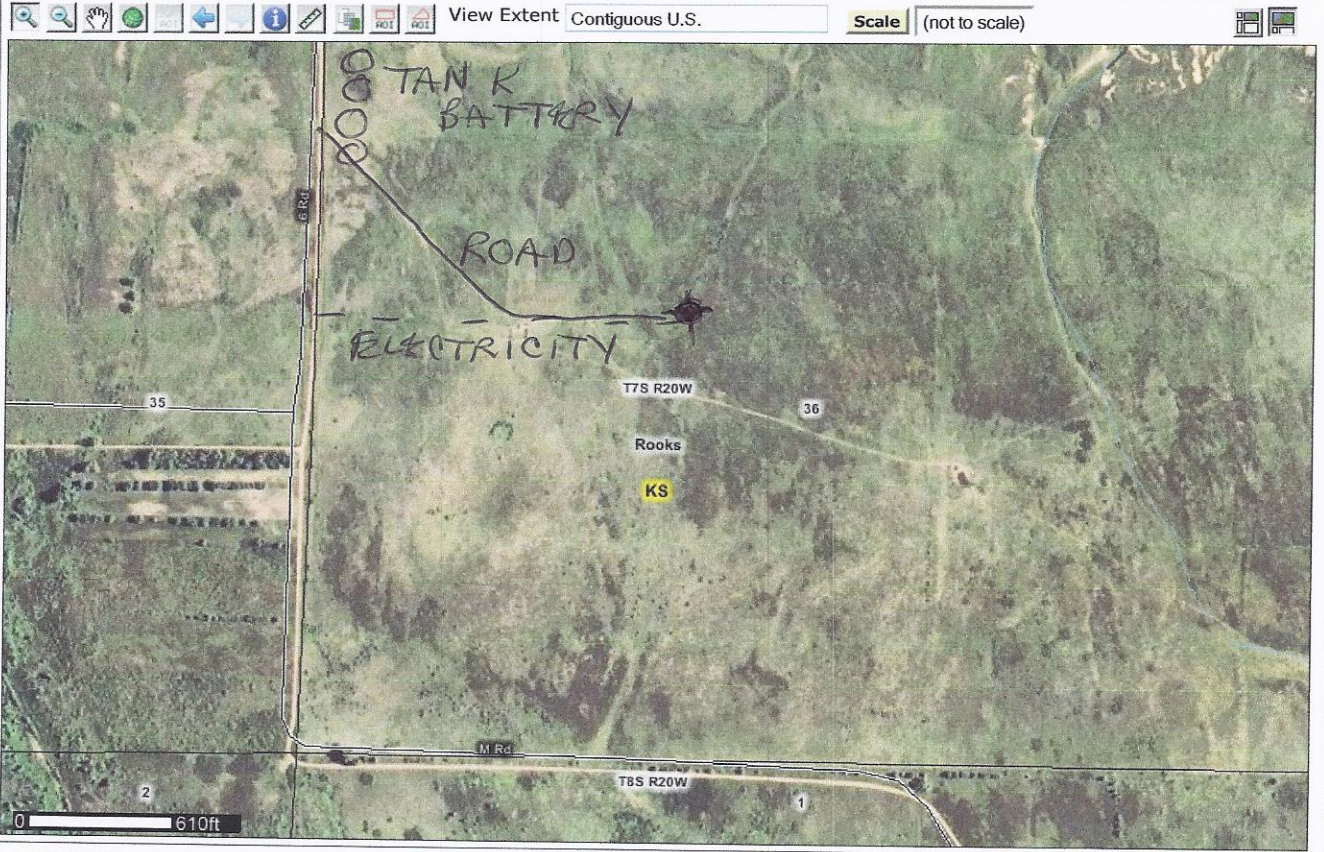 View Extent Contiguous U.S. Scale (not to scale)
TANK
BATTERY
6 Rd
ROAD
ELECTRICITY
T7S R20W
36
35
Rooks
KS
M Rd
T8S R20W
2
1
0 610ft